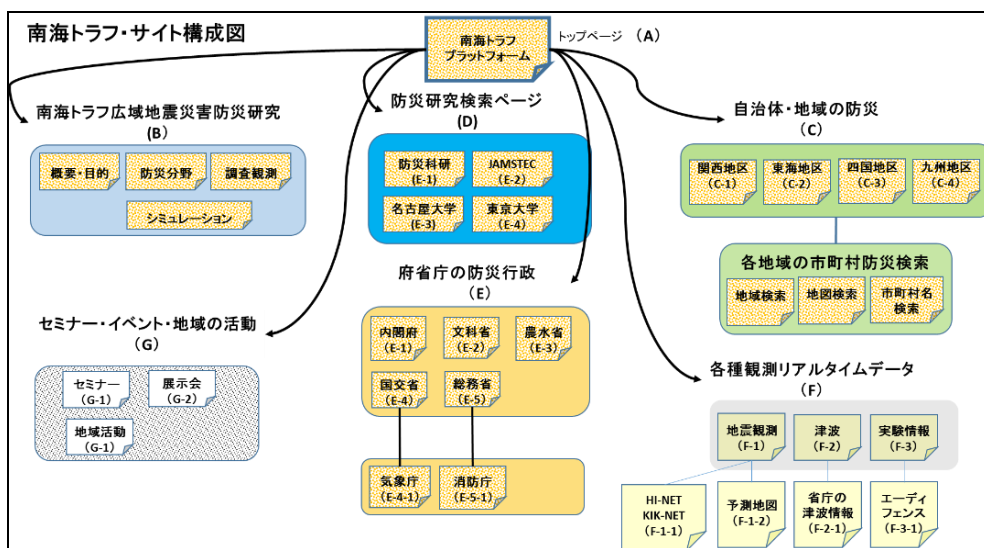 南海トラフ・サイト構成図
南海トラフ
プラットフォーム
トップページ (A)
南海トラフ広域地震災害防災研究
(B)
概要・目的
防災分野
調査観測
シミュレーション
防災研究検索ページ
(D)
防災科研
(E-1)
JAMSTEC
(E-2)
名古屋大学
(E-3)
東京大学
(E-4)
自治体・地域の防災
(C)
関西地区
(C-1)
東海地区
(C-2)
四国地区
(C-3)
九州地区
(C-4)
各地域の市町村防災検索
地域検索
地図検索
市町村名
検索
府省庁の防災行政
(E)
内閣府
(E-1)
文科省
(E-2)
農水省
(E-3)
国交省
(E-4)
総務省
(E-5)
気象庁
(E-4-1)
消防庁
(E-5-1)
セミナー・イベント・地域の活動
(G)
セミナー
(G-1)
展示会
(G-2)
地域活動
(G-1)
各種観測リアルタイムデータ
(F)
地震観測
(F-1)
津波
(F-2)
実験情報
(F-3)
HI-NET
KIK-NET
(F-1-1)
予測地図
(F-1-2)
省庁の
津波情報
(F-2-1)
エーディ
フェンス
(F-3-1)